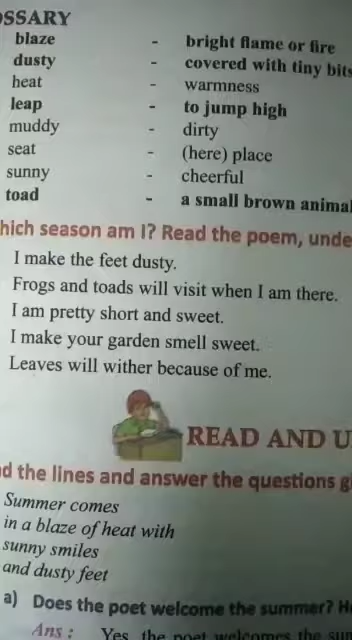 OSSARY
blaze - bright flame or fire
dusty - covered with tiny bits
heat - warmness
leap - to jump high
muddy - dirty
seat - (here) place
sunny - cheerful
toad - a small brown animal
hich season am I? Read the poem, unde
I make the feet dusty.
Frogs and toads will visit when I am there.
I am pretty short and sweet.
I make your garden smell sweet.
Leaves will wither because of me.
READ AND U
d the lines and answer the questions g
Summer comes
in a blaze of heat with
sunny smiles
and dusty feet
a) Does the poet welcome the summer? H
Ans : Yes, the poet welcomes the su